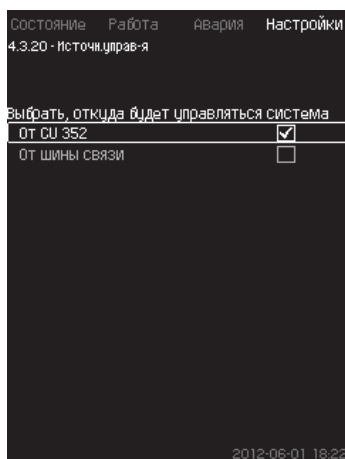 Состояние Работа Авария Настройки
4.3.20 - Источн.управ-я
Выбрать, откуда будет управляться система
От CU 352
От шины связи
2012-06-01 18:22